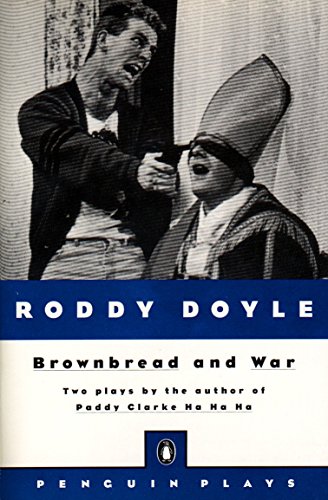 RODDY DOYLE
Brownbread and War
Two plays by the author of
Paddy Clarke Ha Ha Ha
PENGUIN PLAYS